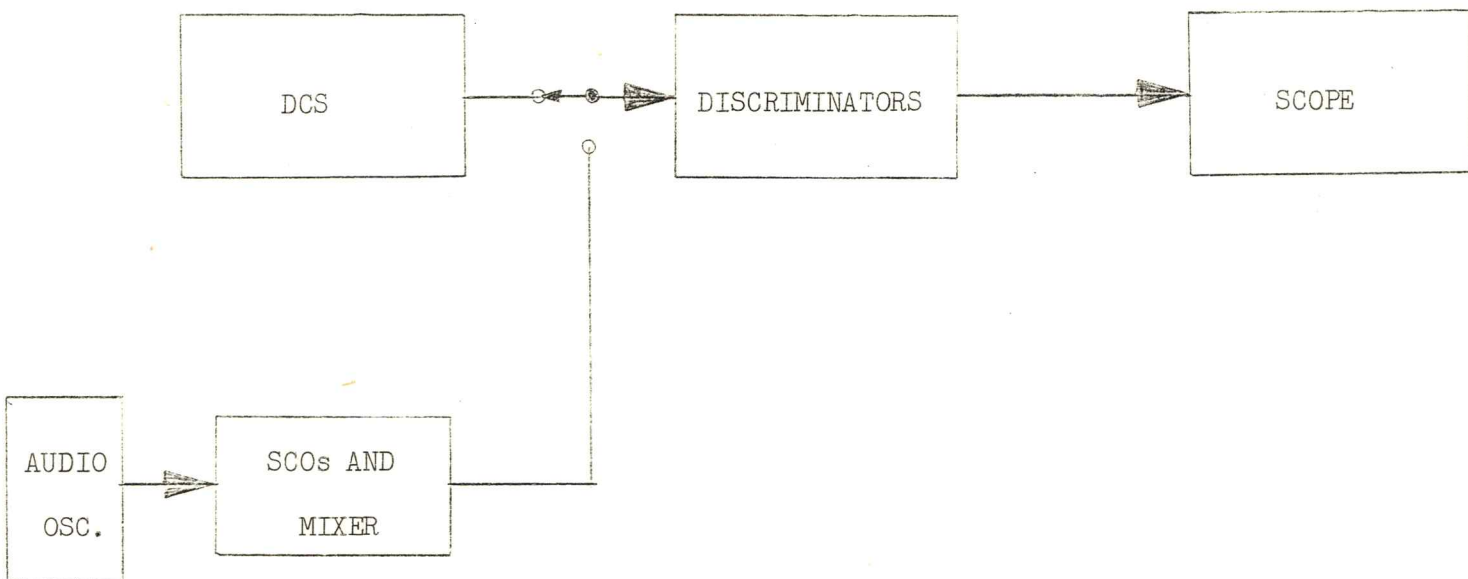 DCS
DISCRIMINATORS
SCOPE
AUDIO
OSC.
SCOs AND
MIXER